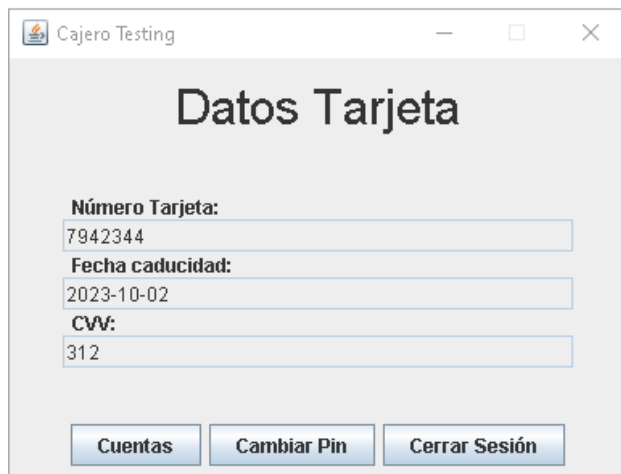 Cajero Testing
Datos Tarjeta
Número Tarjeta:
7942344
Fecha caducidad:
2023-10-02
CVV:
312
Cuentas Cambiar Pin Cerrar Sesión